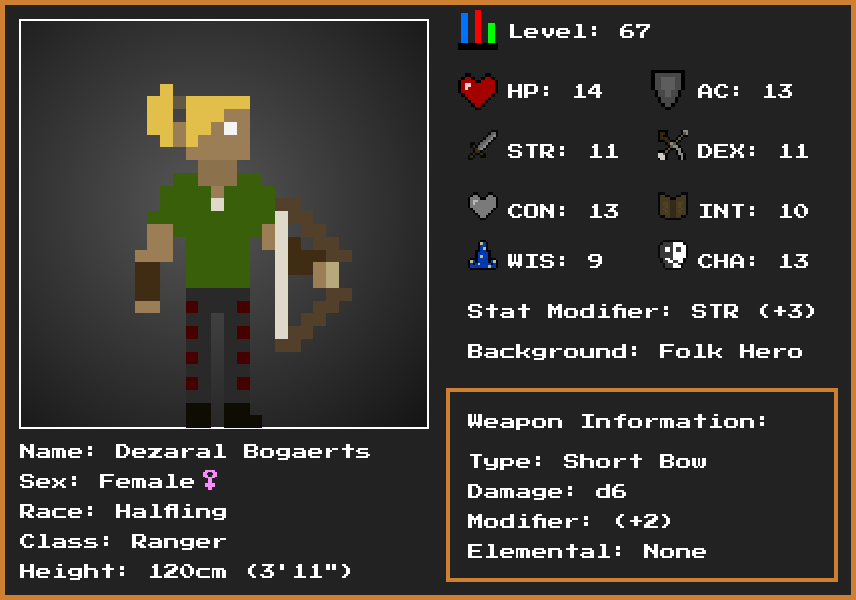 Level: 67
HP: 14 AC: 13
STR: 11 DEX: 11
CON: 13 INT: 10
WIS: 9 CHA: 13
Stat Modifier: STR (+3)
Background: Folk Hero
Weapon Information:
Type: Short Bow
Damage: d6
Modifier: (+2)
Elemental: None
Name: Dezaral Bogaerts
Sex: Female♀
Race: Halfling
Class: Ranger
Height: 120cm (3'11")